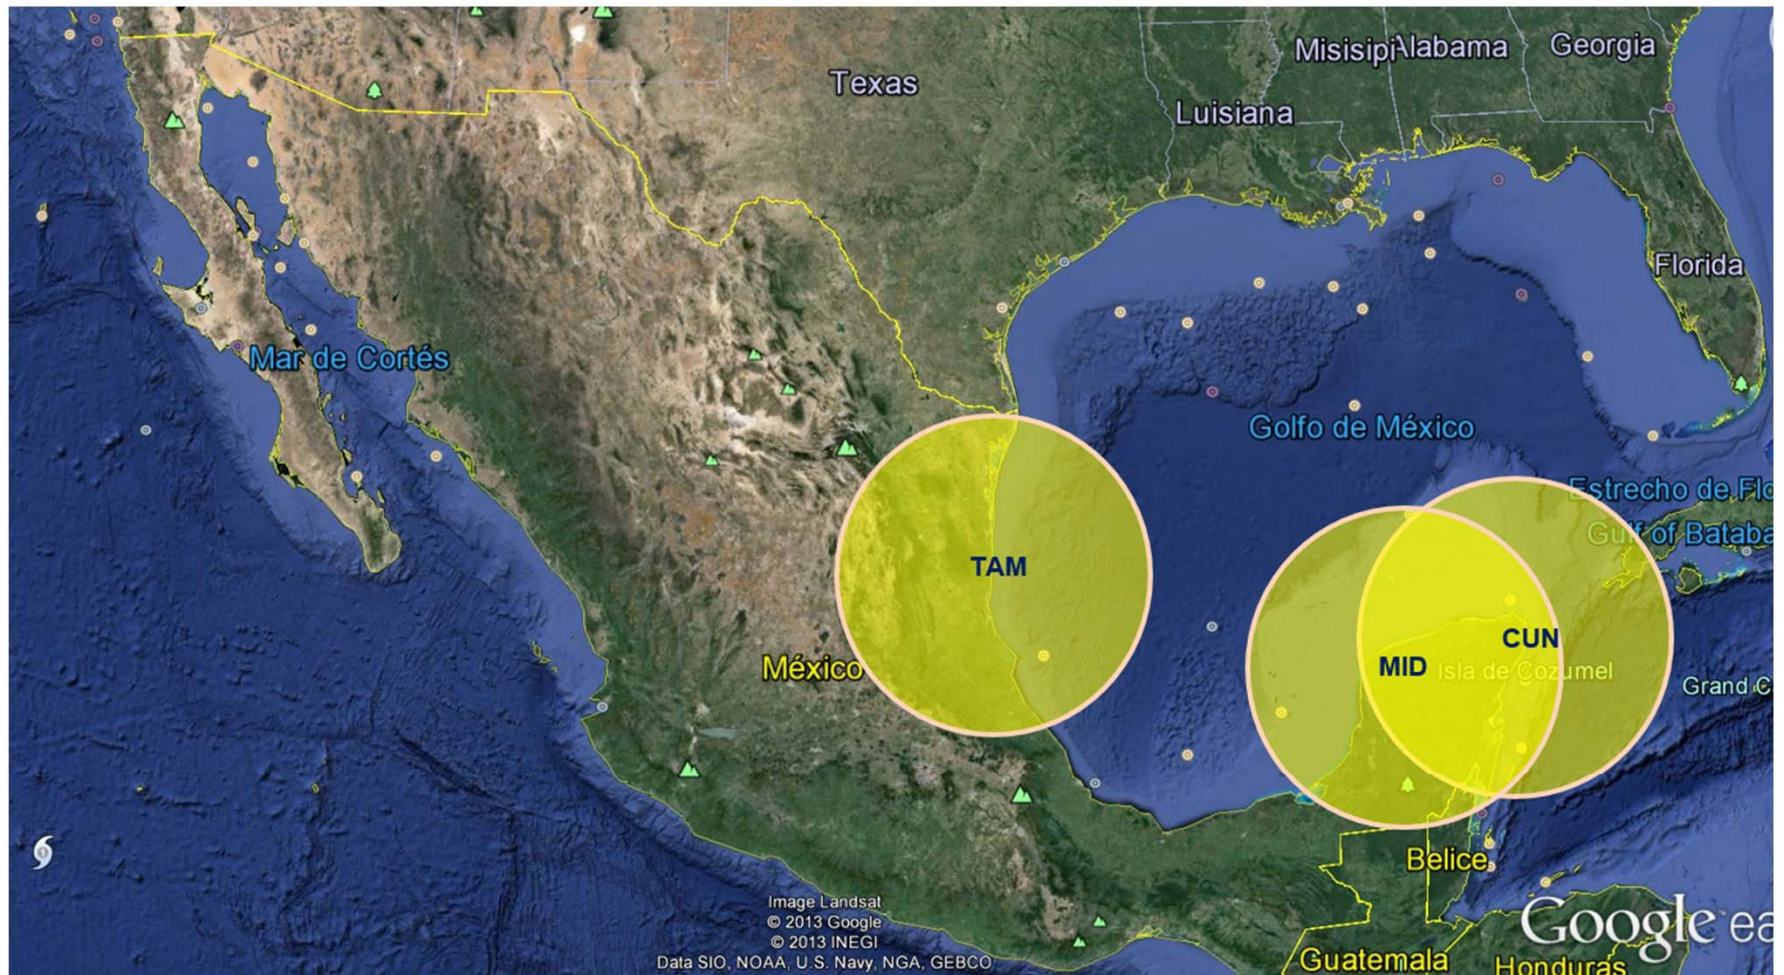 Texas
Misisipi
Alabama
Georgia
Luisiana
Florida
Mar de Cortés
Golfo de México
Estrecho de Flo
Gulf of Bataba
TAM
CUN
MID
Isla de Cozumel
México
Grand C
Belice
Image Landsat
© 2013 Google
© 2013 INEGI
Data SIO, NOAA, U.S. Navy, NGA, GEBCO
Google ea
Guatemala
Honduras